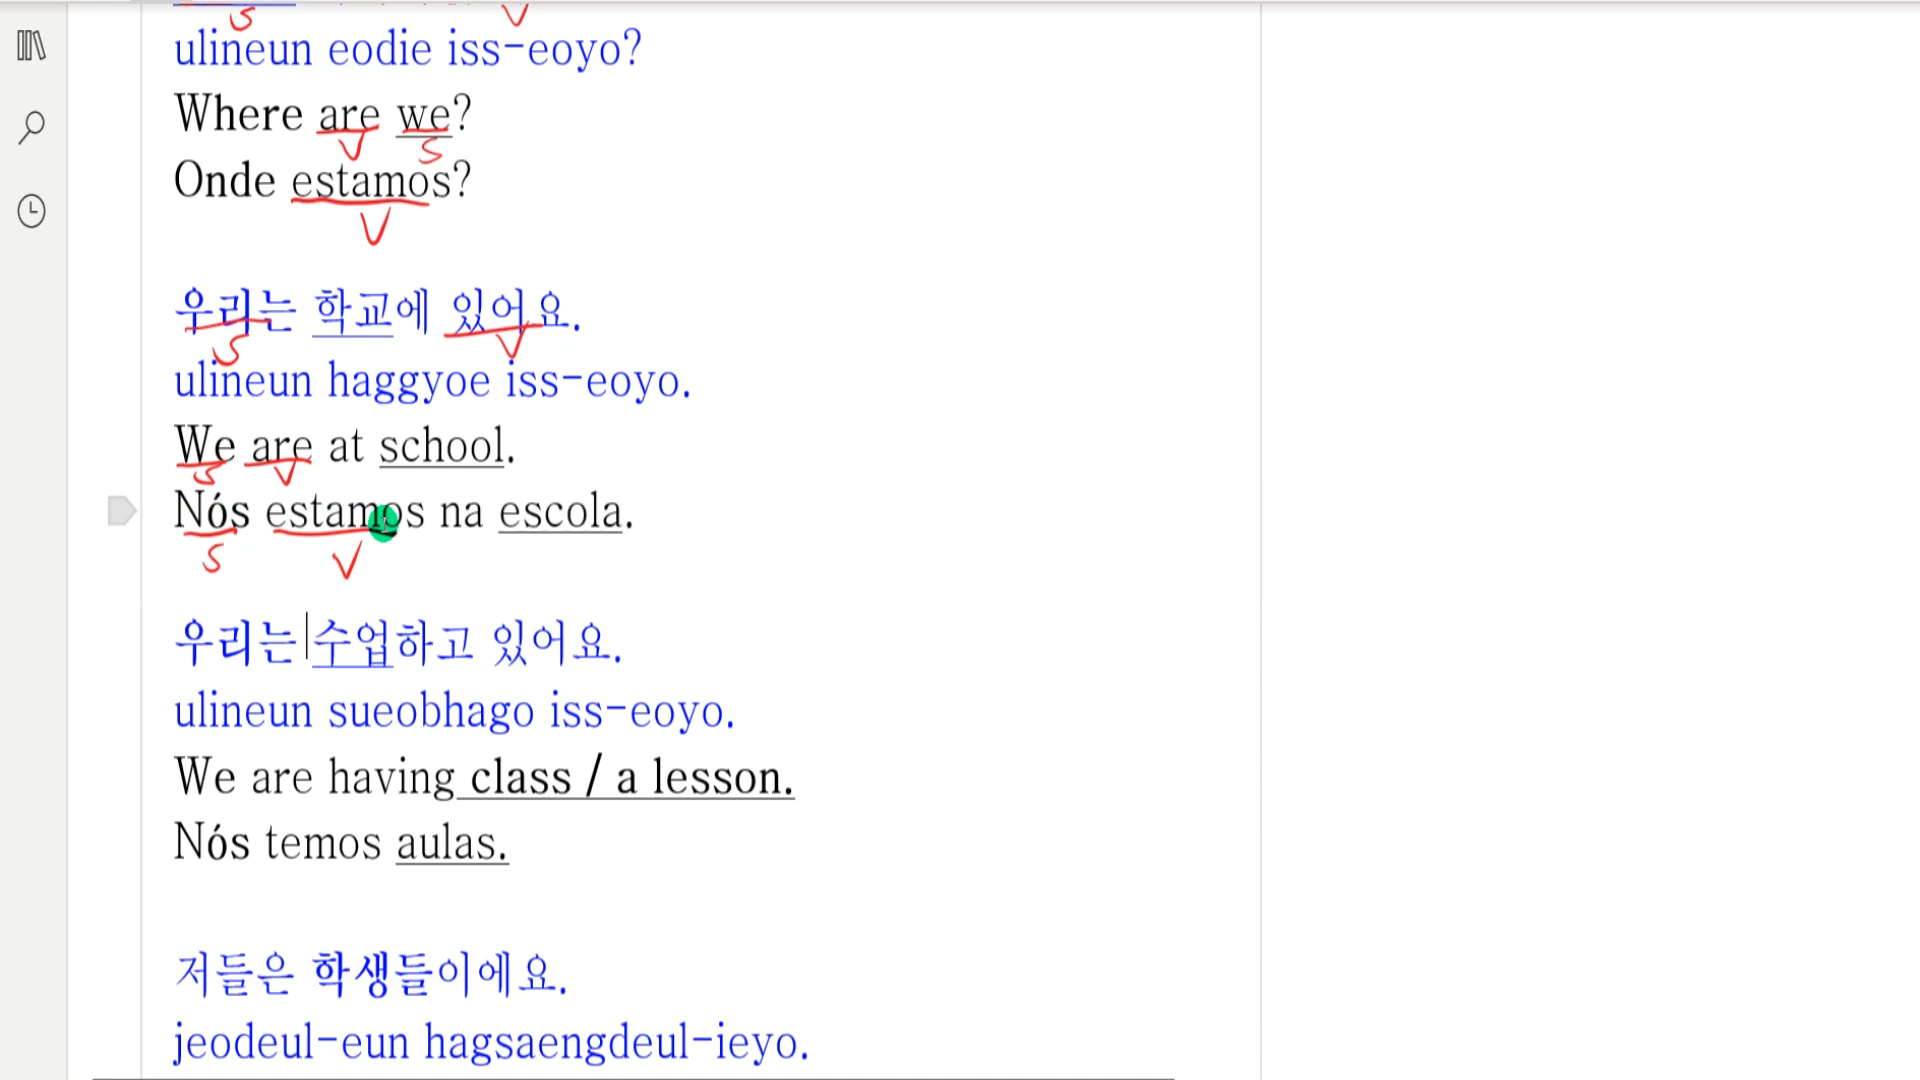 S V
ulineun eodie iss-eoyo?
Where are we?
V S
Onde estamos?
V
우리는 학교에 있어요.
S V
ulineun haggyoe iss-eoyo.
We are at school.
S V
Nós estamos na escola.
S V
우리는 수업하고 있어요.
ulineun sueobhago iss-eoyo.
We are having class / a lesson.
Nós temos aulas.
저들은 학생들이에요.
jeodeul-eun hagsaengdeul-ieyo.